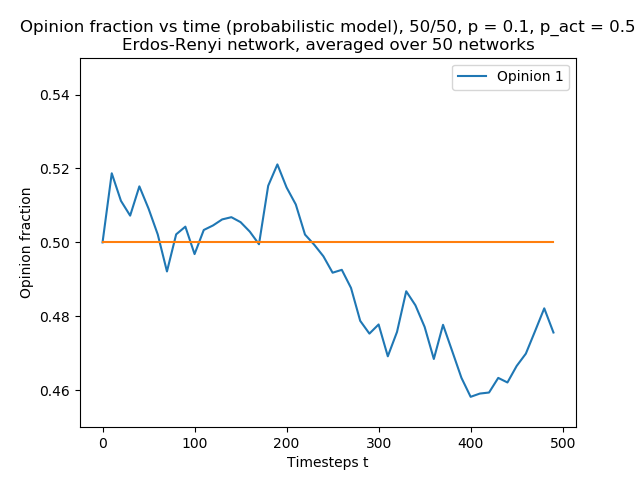 Opinion fraction vs time (probabilistic model), 50/50, p = 0.1, p_act = 0.5
Erdos-Renyi network, averaged over 50 networks
Opinion 1
0.54
0.52
0.50
0.48
0.46
Opinion fraction
0 100 200 300 400 500
Timesteps t